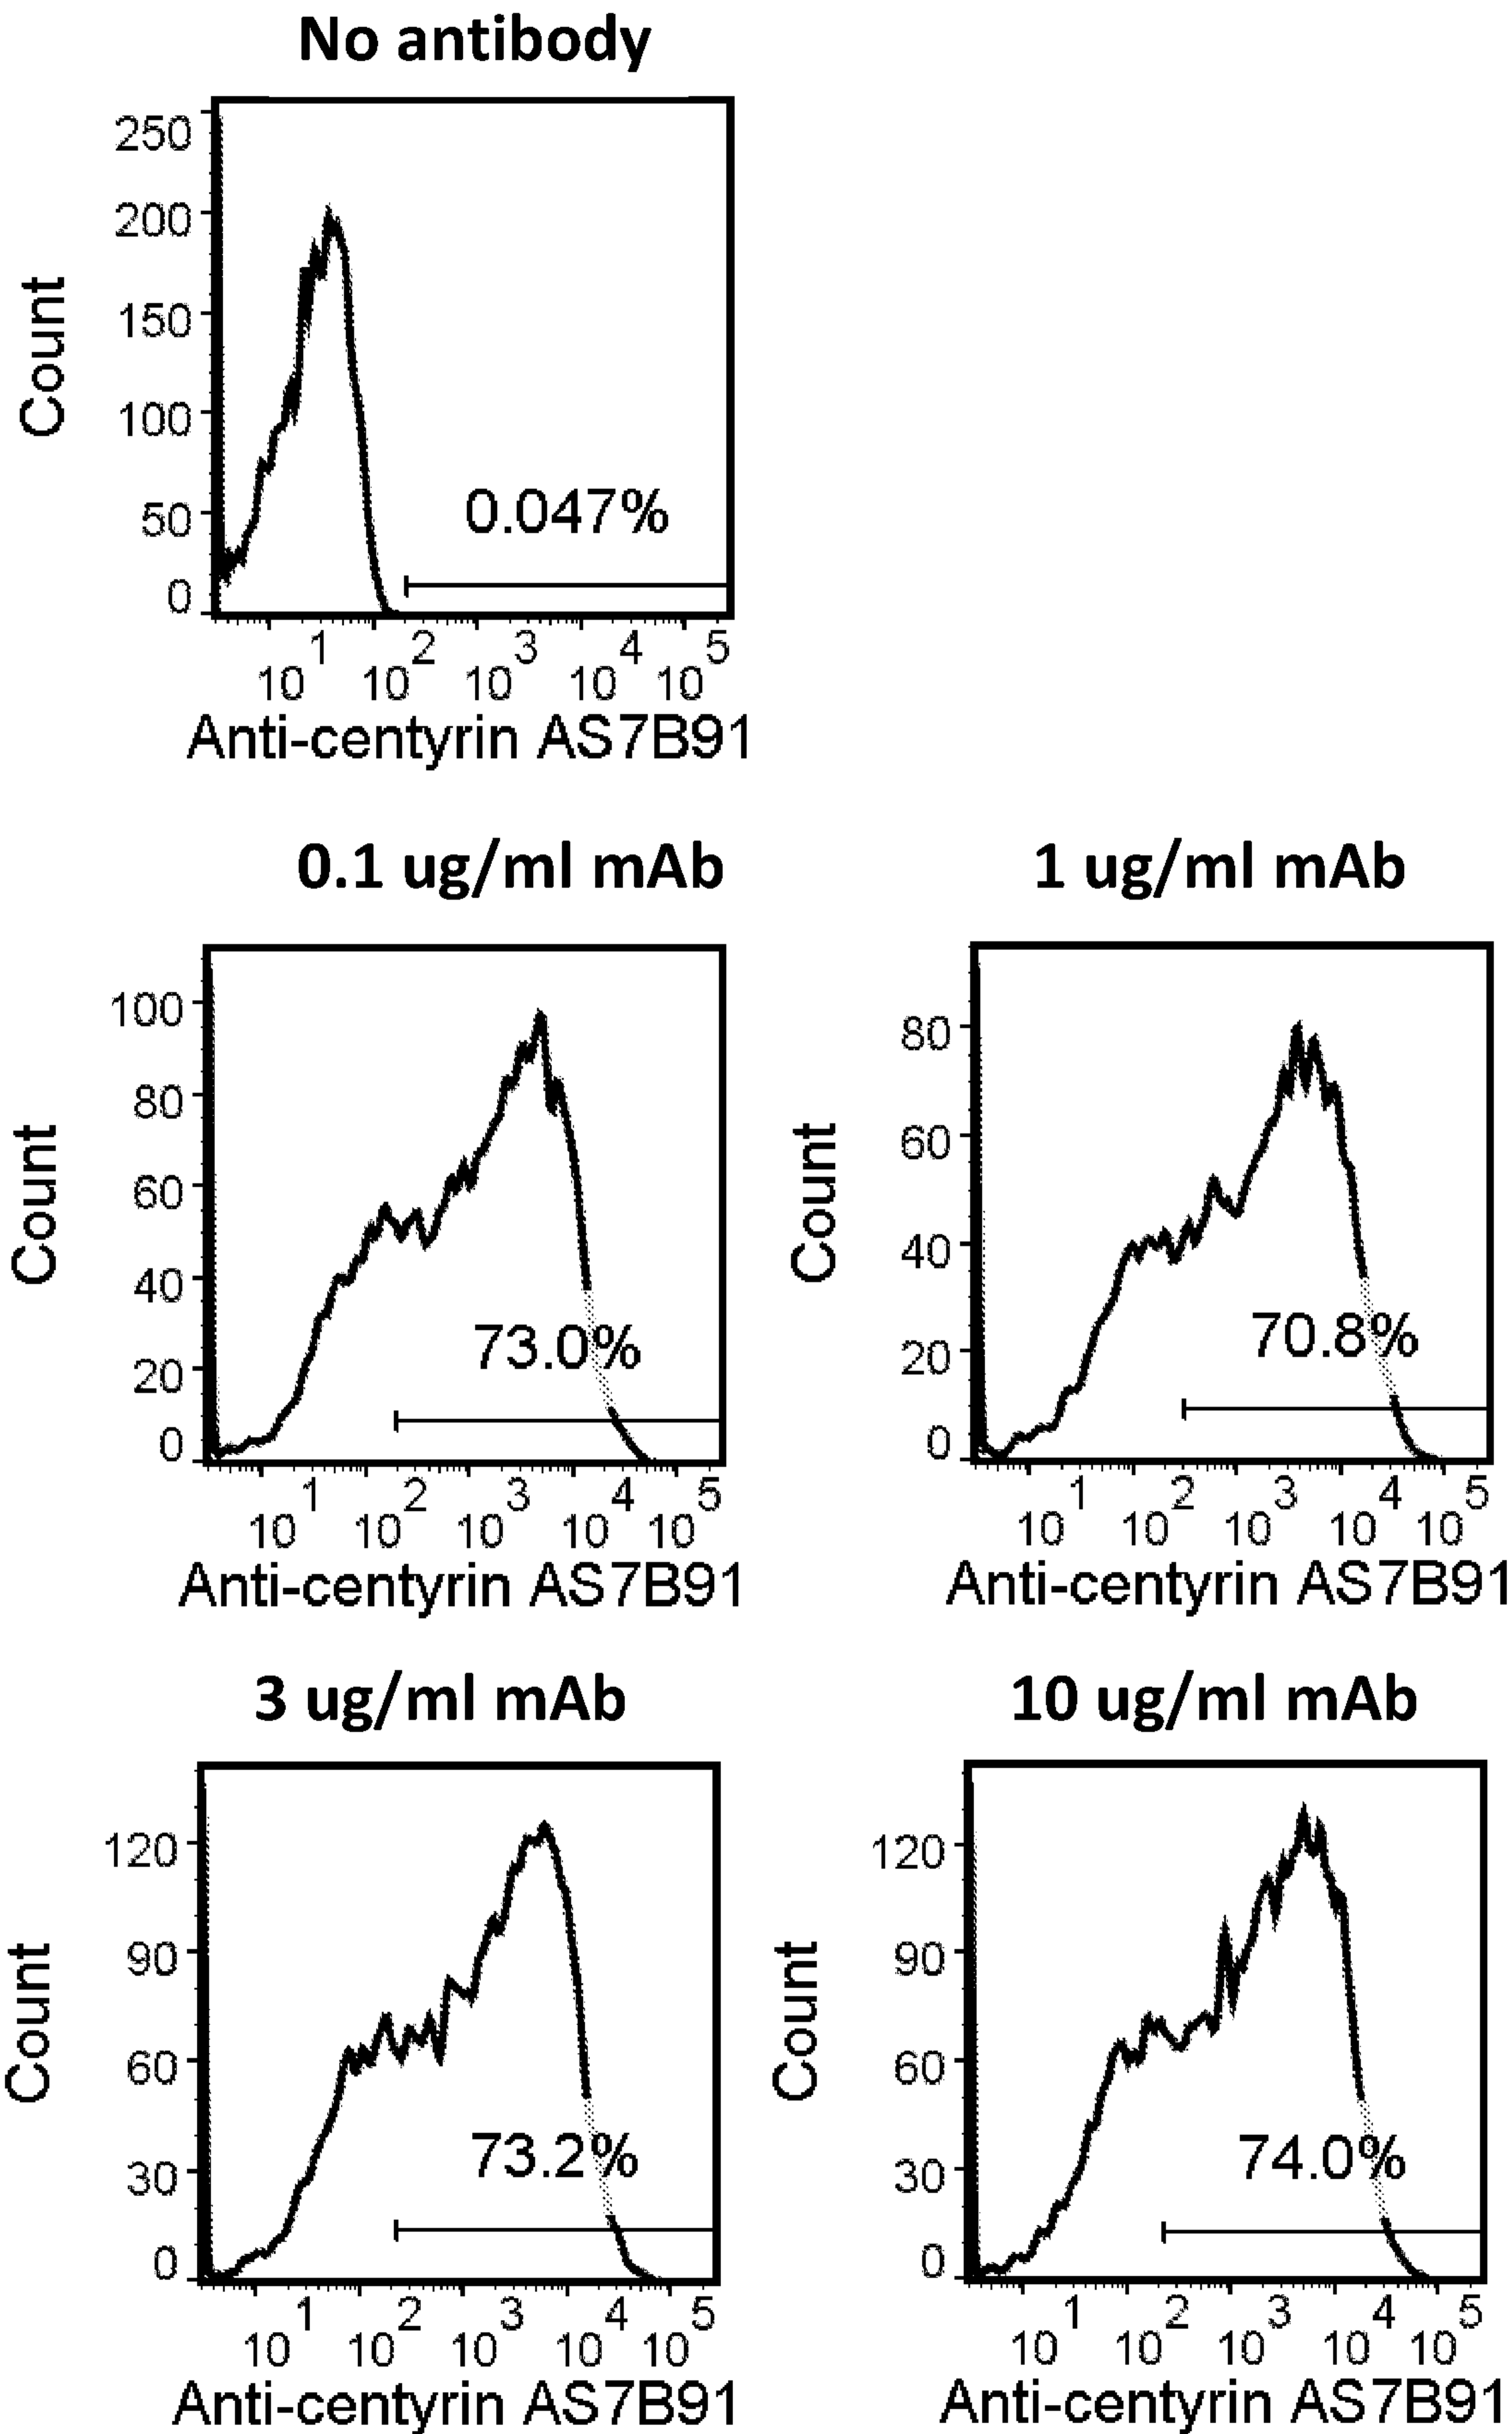 No antibody
250
200
150
100
50
0
Count
0.047%
10^1 10^2 10^3 10^4 10^5
Anti-centyrin AS7B91
0.1 ug/ml mAb
100
80
60
40
20
0
Count
73.0%
10^1 10^2 10^3 10^4 10^5
Anti-centyrin AS7B91
1 ug/ml mAb
80
60
40
20
0
Count
70.8%
10^1 10^2 10^3 10^4 10^5
Anti-centyrin AS7B91
3 ug/ml mAb
120
90
60
30
0
Count
73.2%
10^1 10^2 10^3 10^4 10^5
Anti-centyrin AS7B91
10 ug/ml mAb
120
90
60
30
0
Count
74.0%
10^1 10^2 10^3 10^4 10^5
Anti-centyrin AS7B91